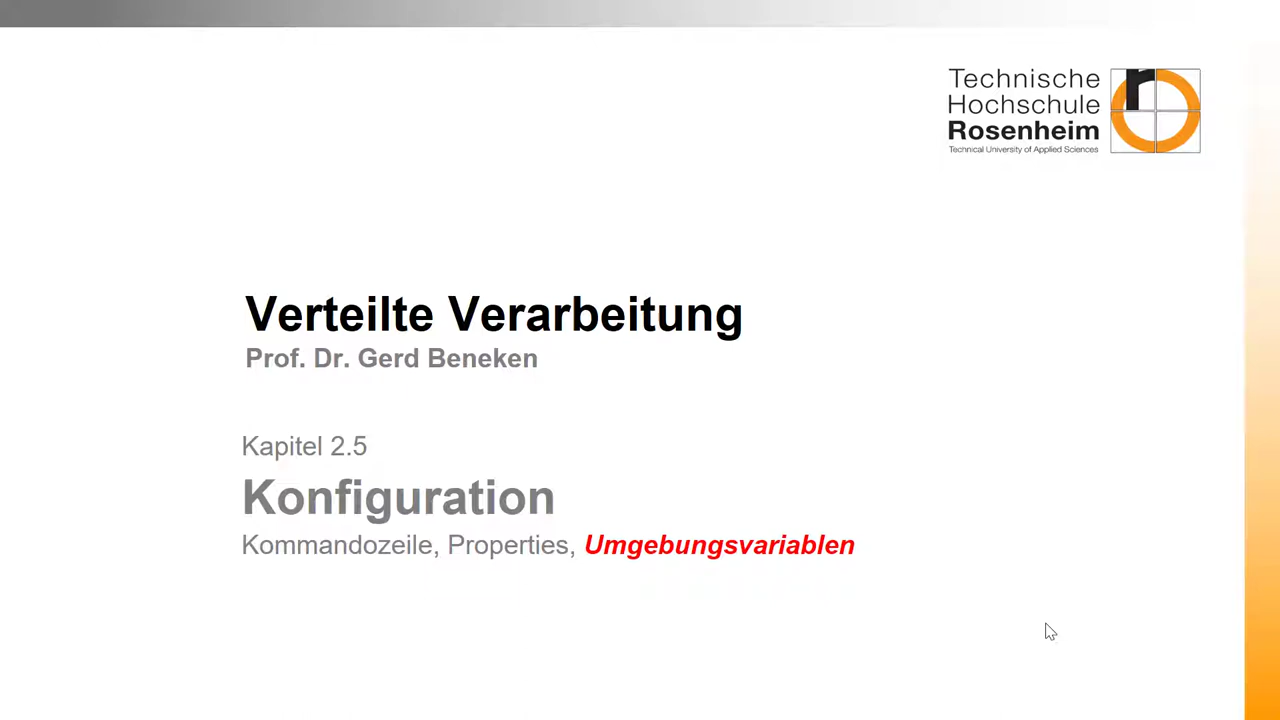 Technische
Hochschule
Rosenheim
Technical University of Applied Sciences
Verteilte Verarbeitung
Prof. Dr. Gerd Beneken
Kapitel 2.5
Konfiguration
Kommandozeile, Properties, Umgebungsvariablen